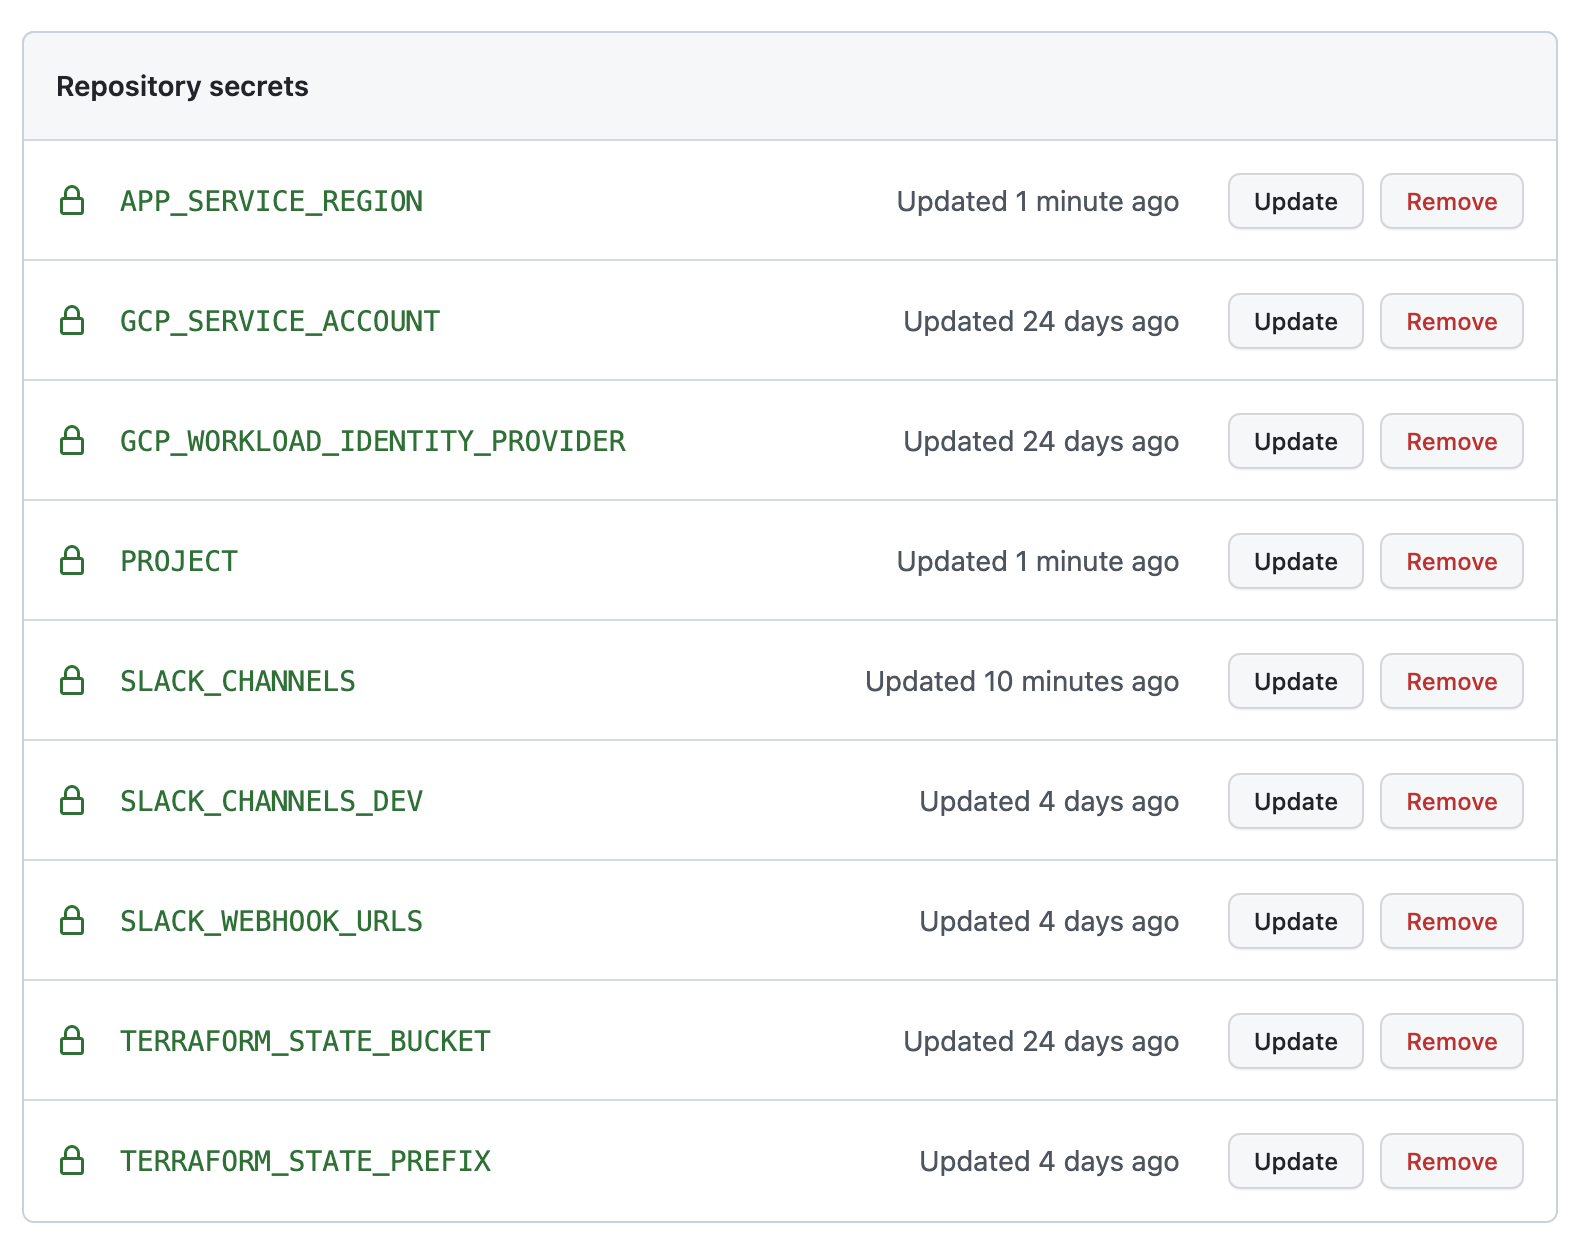 Repository secrets
APP_SERVICE_REGION Updated 1 minute ago Update Remove
GCP_SERVICE_ACCOUNT Updated 24 days ago Update Remove
GCP_WORKLOAD_IDENTITY_PROVIDER Updated 24 days ago Update Remove
PROJECT Updated 1 minute ago Update Remove
SLACK_CHANNELS Updated 10 minutes ago Update Remove
SLACK_CHANNELS_DEV Updated 4 days ago Update Remove
SLACK_WEBHOOK_URLS Updated 4 days ago Update Remove
TERRAFORM_STATE_BUCKET Updated 24 days ago Update Remove
TERRAFORM_STATE_PREFIX Updated 4 days ago Update Remove